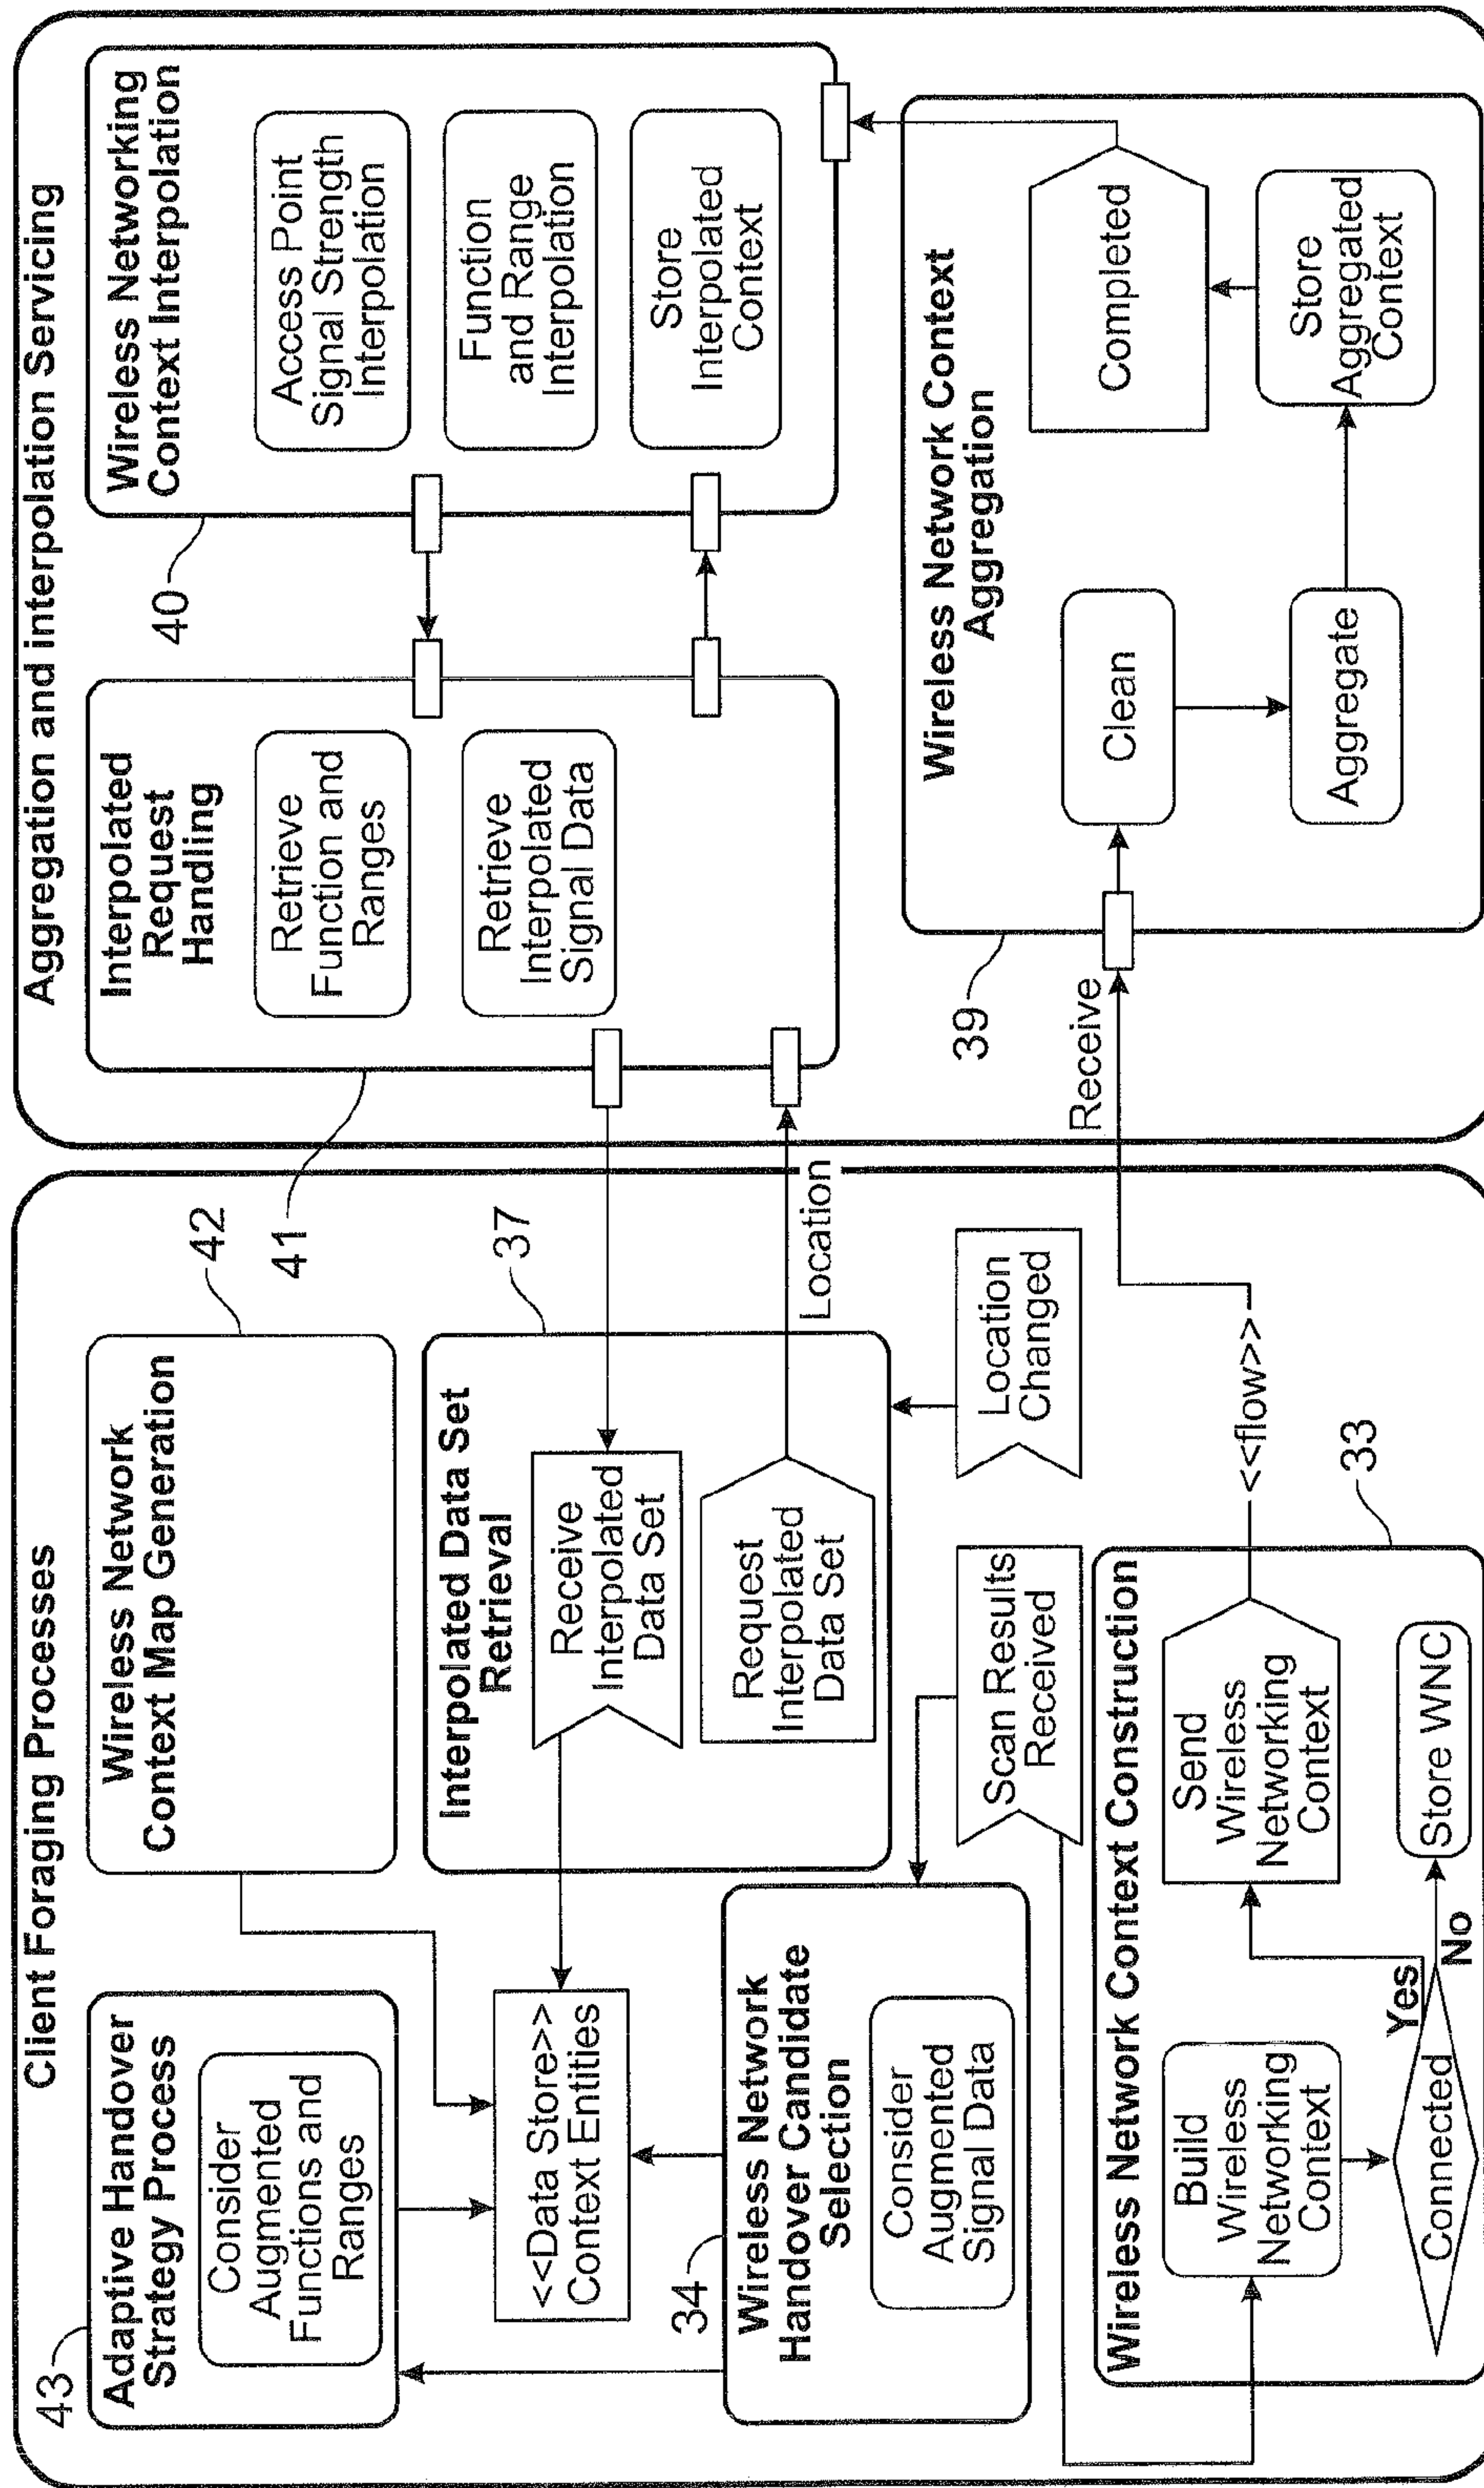 Client Foraging Processes
43
Adaptive Handover
Strategy Process
Consider
Augmented
Functions and
Ranges
Wireless Network
Context Map Generation
42
<<Data Store>>
Context Entities
Interpolated Data Set
Retrieval
37
Receive
Interpolated
Data Set
Request
Interpolated
Data Set
Location
34
Wireless Network
Handover Candidate
Selection
Consider
Augmented
Signal Data
Scan Results
Received
Location
Changed
Wireless Network Context Construction
33
Build
Wireless
Networking
Context
Connected
Yes
No
Send
Wireless
Networking
Context
Store WNC
<<flow>>
Receive
Aggregation and interpolation Servicing
41
Interpolated
Request
Handling
Retrieve
Function and
Ranges
Retrieve
Interpolated
Signal Data
40
Wireless Networking
Context Interpolation
Access Point
Signal Strength
Interpolation
Function
and Range
Interpolation
Store
Interpolated
Context
39
Wireless Network Context
Aggregation
Clean
Aggregate
Completed
Store
Aggregated
Context